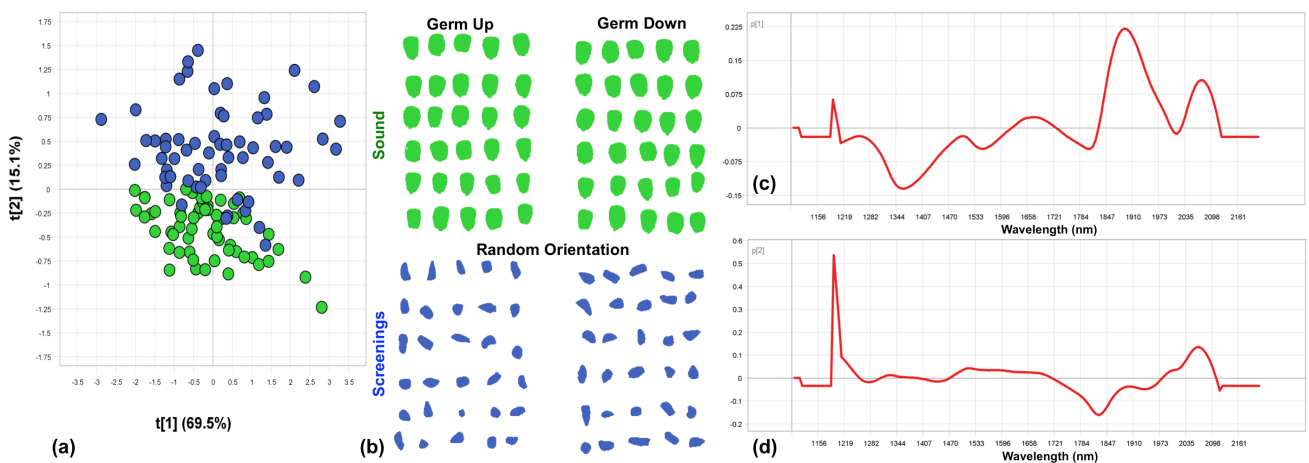 t[2] (15.1%)
1.75
1.5
1.25
1
0.75
0.5
0.25
0
-0.25
-0.5
-0.75
-1
-1.25
-1.5
-1.75
-3.5 -3 -2.5 -2 -1.5 -1 -0.5 0 0.5 1 1.5 2 2.5 3 3.5
t[1] (69.5%)
(a)
Germ Up
Germ Down
Sound
Random Orientation
Screenings
(b)
p[1]
0.225
0.15
0.075
0
-0.075
-0.15
1156 1219 1282 1344 1407 1470 1533 1596 1658 1721 1784 1847 1910 1973 2035 2098 2161
Wavelength (nm)
(c)
p[2]
0.6
0.5
0.4
0.3
0.2
0.1
0
-0.1
-0.2
1156 1219 1282 1344 1407 1470 1533 1596 1658 1721 1784 1847 1910 1973 2035 2098 2161
Wavelength (nm)
(d)